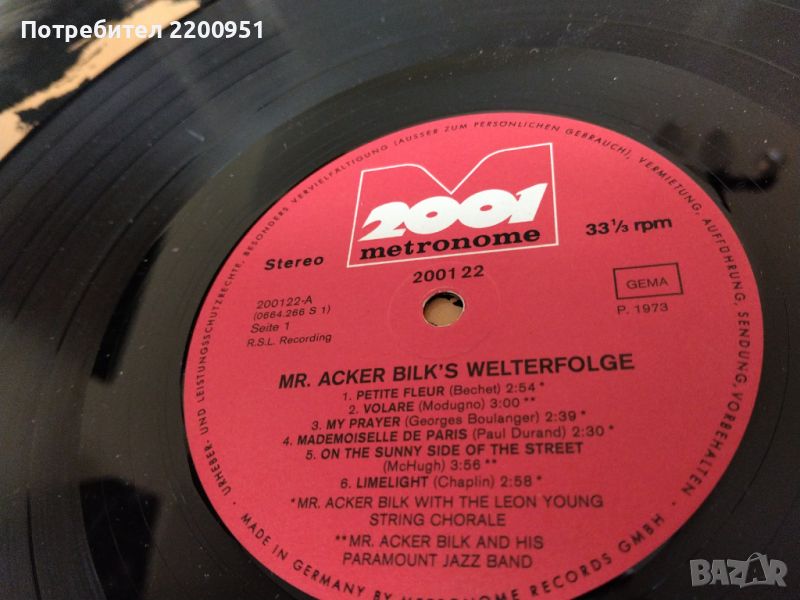 Потребител 2200951
URHEBER- UND LEISTUNGSSCHUTZRECHTE, BESONDERS VERVIELFÄLTIGUNG (AUSSER ZUM PERSÖNLICHEN GEBRAUCH), VERMIETUNG, AUFFÜHRUNG, SENDUNG, VORBEHALTEN
2001
metronome
Stereo
33 1/3 rpm
2001 22
200122-A
(0664.266 S 1)
Seite 1
R.S.L. Recording
GEMA
P. 1973
MR. ACKER BILK'S WELTERFOLGE
1. PETITE FLEUR (Bechet) 2:54 *
2. VOLARE (Modugno) 3:00 **
3. MY PRAYER (Georges Boulanger) 2:39 *
4. MADEMOISELLE DE PARIS (Paul Durand) 2:30 *
5. ON THE SUNNY SIDE OF THE STREET
(McHugh) 3:56 **
6. LIMELIGHT (Chaplin) 2:58 *
*MR. ACKER BILK WITH THE LEON YOUNG
STRING CHORALE
**MR. ACKER BILK AND HIS
PARAMOUNT JAZZ BAND
MADE IN GERMANY BY METRONOME RECORDS GMBH
BAZAR